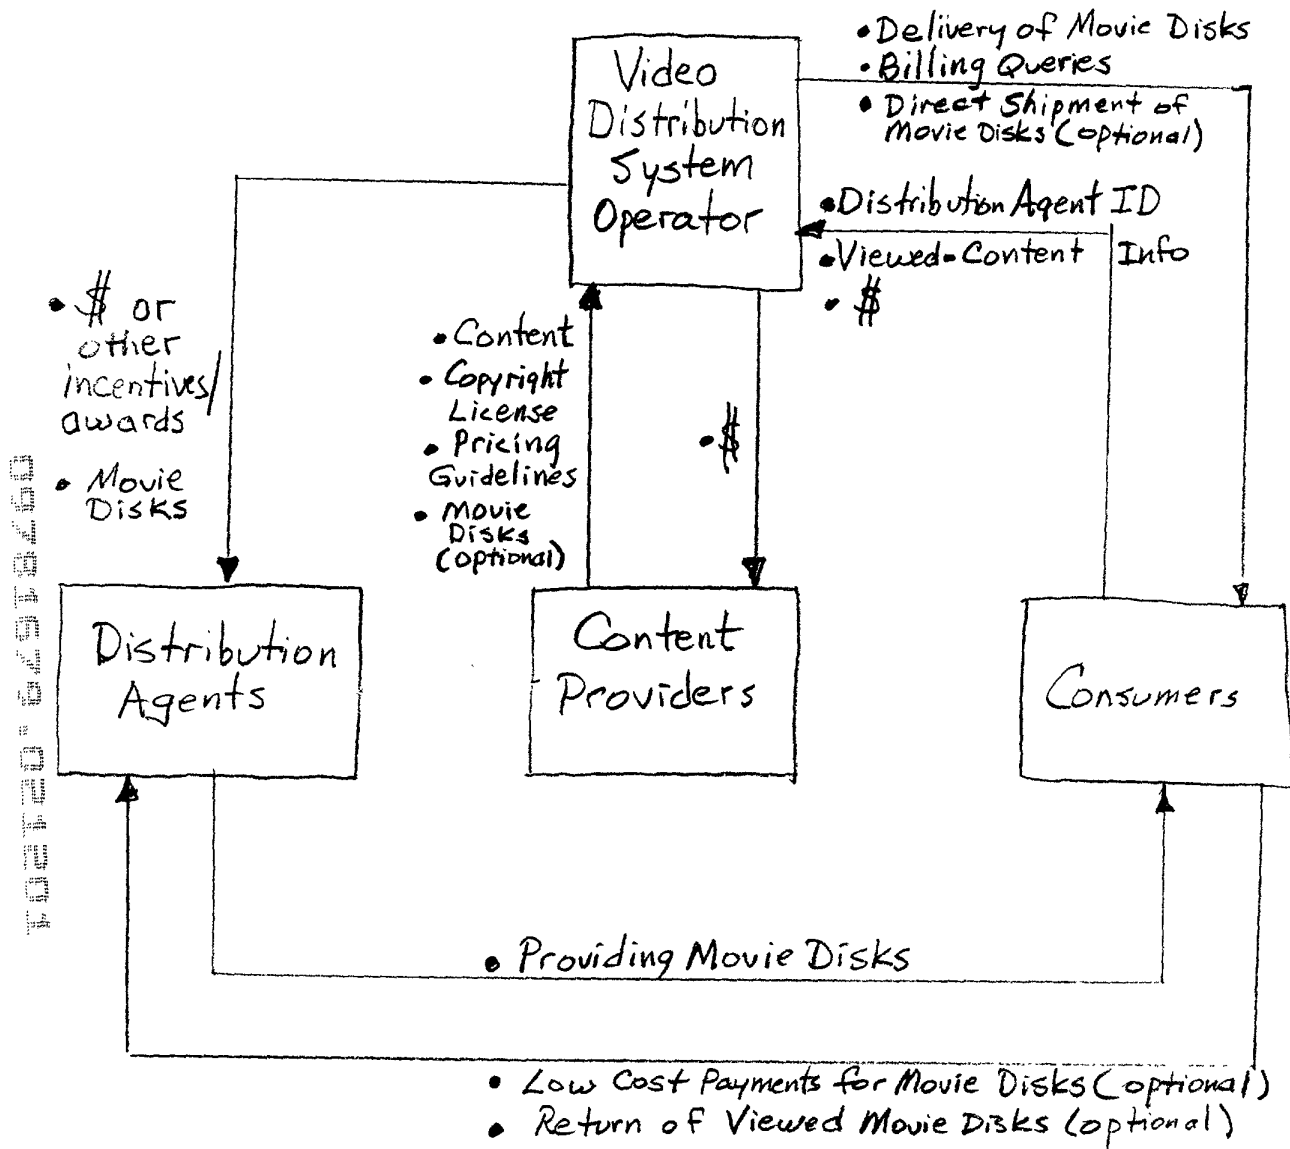 • Delivery of Movie Disks
• Billing Queries
• Direct Shipment of
Movie Disks (optional)
Video
Distribution
System
Operator
• Distribution Agent ID
• Viewed-Content Info
• $
• $ or
other
incentives/
awards
• Movie
Disks
• Content
• Copyright
License
• Pricing
Guidelines
• Movie
Disks
(optional)
• $
Distribution
Agents
Content
Providers
Consumers
• Providing Movie Disks
• Low Cost Payments for Movie Disks (optional)
• Return of Viewed Movie Disks (optional)
09781679.021201